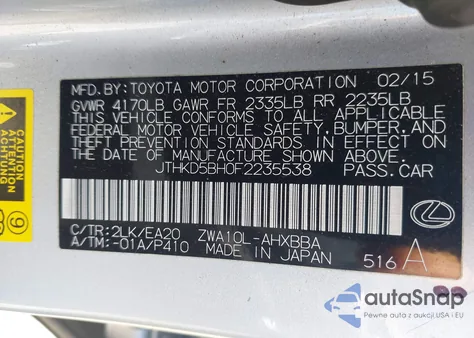 MFD.BY:TOYOTA MOTOR CORPORATION 02/15
GVWR 4170LB GAWR FR 2335LB RR 2235LB
THIS VEHICLE CONFORMS TO ALL APPLICABLE
FEDERAL MOTOR VEHICLE SAFETY, BUMPER, AND
THEFT PREVENTION STANDARDS IN EFFECT ON
THE DATE OF MANUFACTURE SHOWN ABOVE.
JTHKD5BH0F2235538 PASS.CAR
C/TR:2LK/EA20 ZWA10L-AHXBBA
A/TM:-01A/P410 MADE IN JAPAN 516A
CAUTION
ATTENTION
9
autoSnap
Pewne auta z aukcji USA i EU